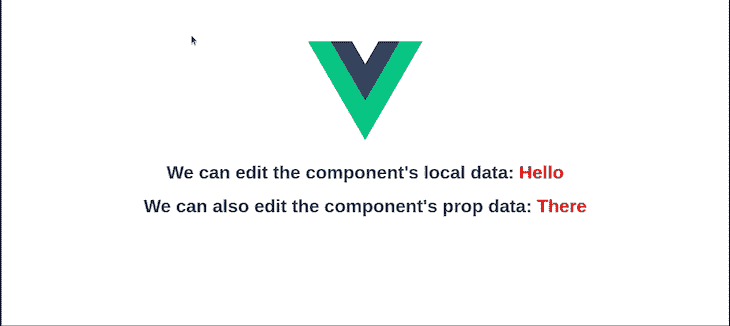 We can edit the component's local data: Hello
We can also edit the component's prop data: There